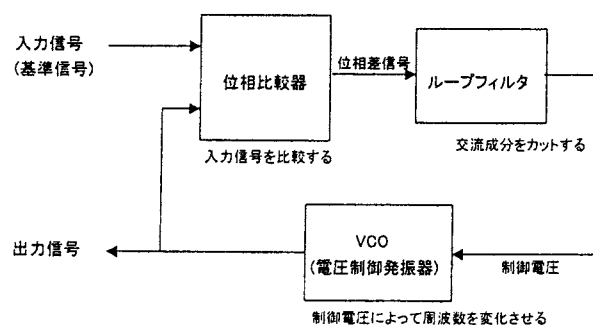 入力信号
(基準信号)
位相比較器
位相差信号
ループフィルタ
入力信号を比較する
交流成分をカットする
出力信号
VCO
(電圧制御発振器)
制御電圧
制御電圧によって周波数を変化させる